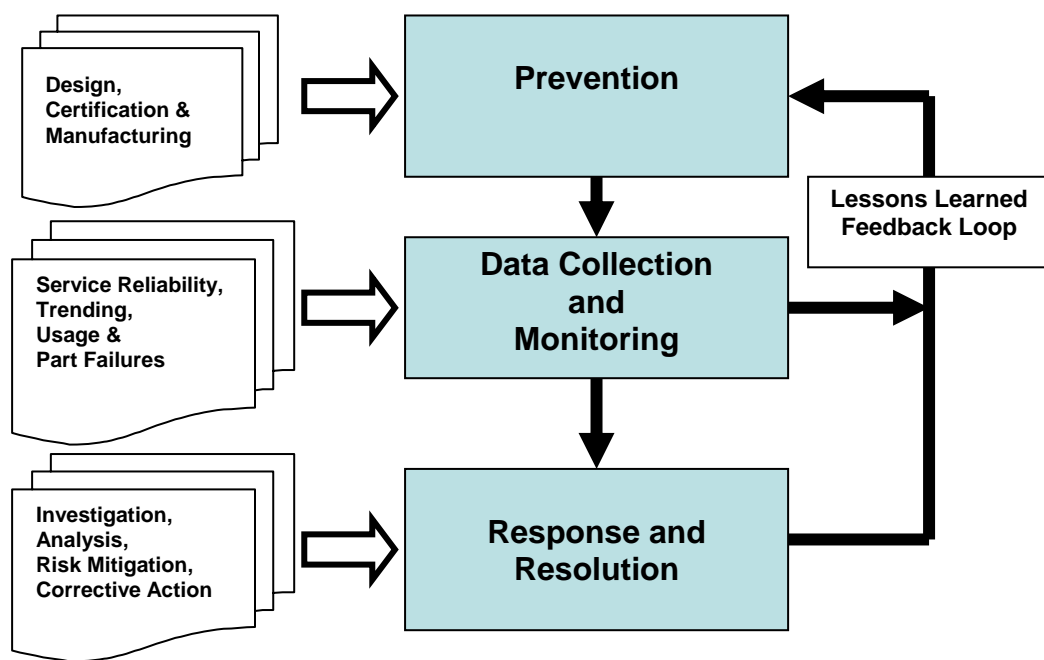 Design,
Certification &
Manufacturing
Prevention
Lessons Learned
Feedback Loop
Service Reliability,
Trending,
Usage &
Part Failures
Data Collection
and
Monitoring
Investigation,
Analysis,
Risk Mitigation,
Corrective Action
Response and
Resolution